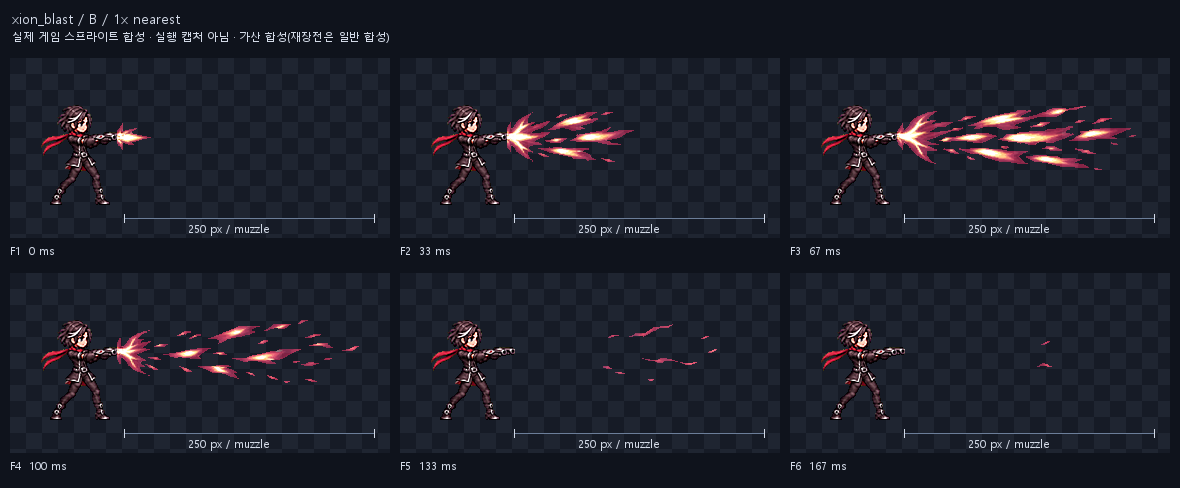 xion_blast / B / 1x nearest
실제 게임 스프라이트 합성 · 실행 캡처 아님 · 가산 합성(재장전은 일반 합성)
250 px / muzzle
250 px / muzzle
250 px / muzzle
F1 0 ms
F2 33 ms
F3 67 ms
250 px / muzzle
250 px / muzzle
250 px / muzzle
F4 100 ms
F5 133 ms
F6 167 ms